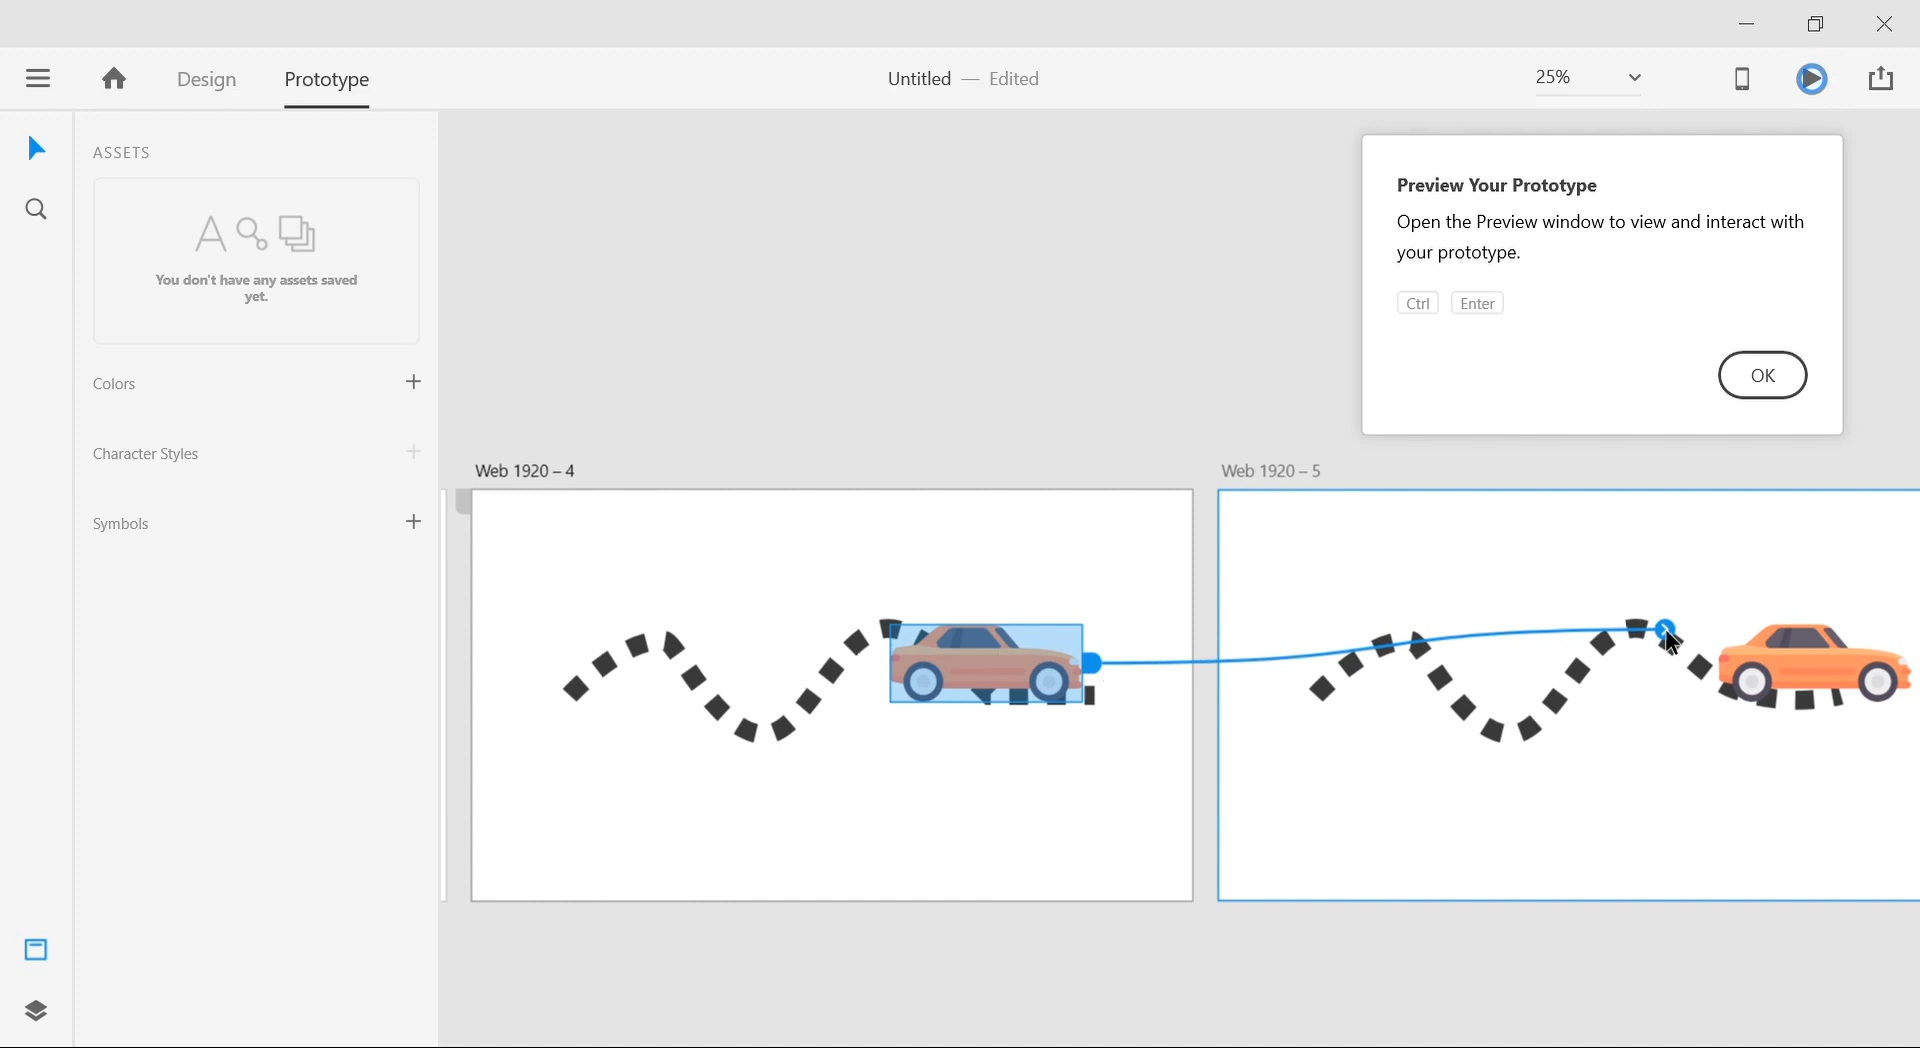 Design
Prototype
Untitled — Edited
25%
ASSETS
You don't have any assets saved
yet.
Colors
Character Styles
Symbols
Preview Your Prototype
Open the Preview window to view and interact with
your prototype.
Ctrl Enter
OK
Web 1920 – 4
Web 1920 – 5